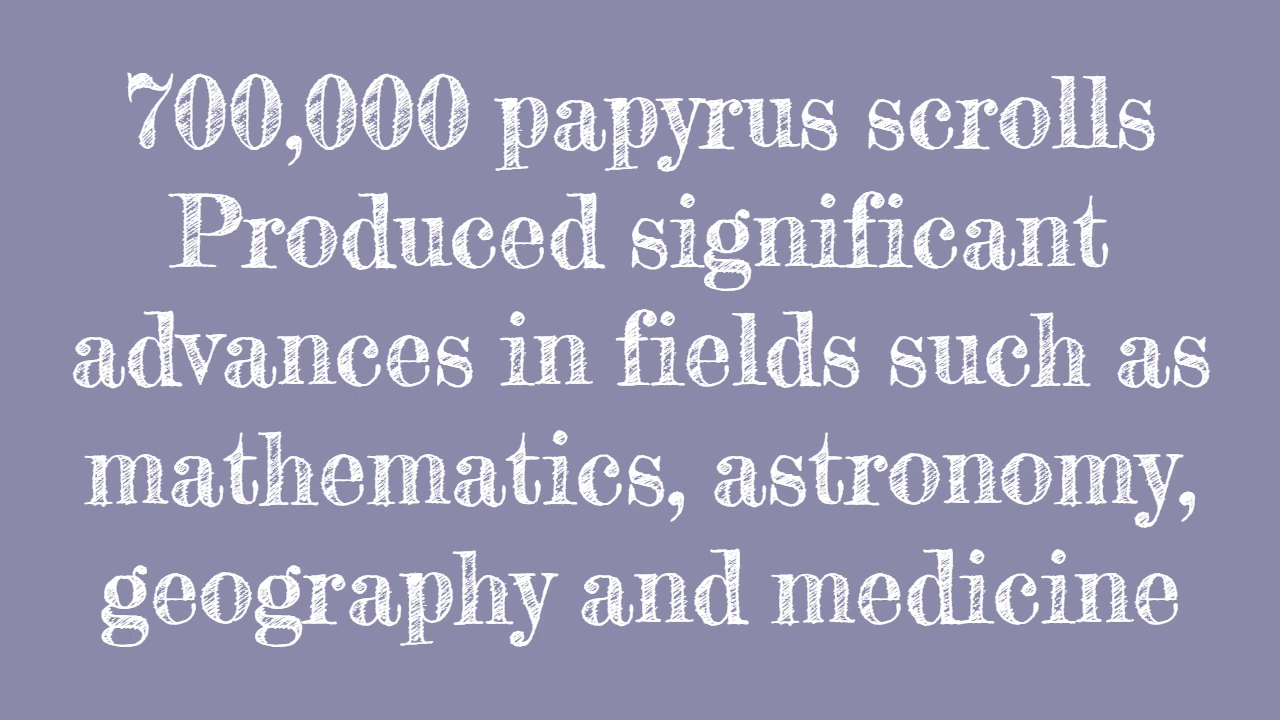 700,000 papyrus scrolls
Produced significant
advances in fields such as
mathematics, astronomy,
geography and medicine